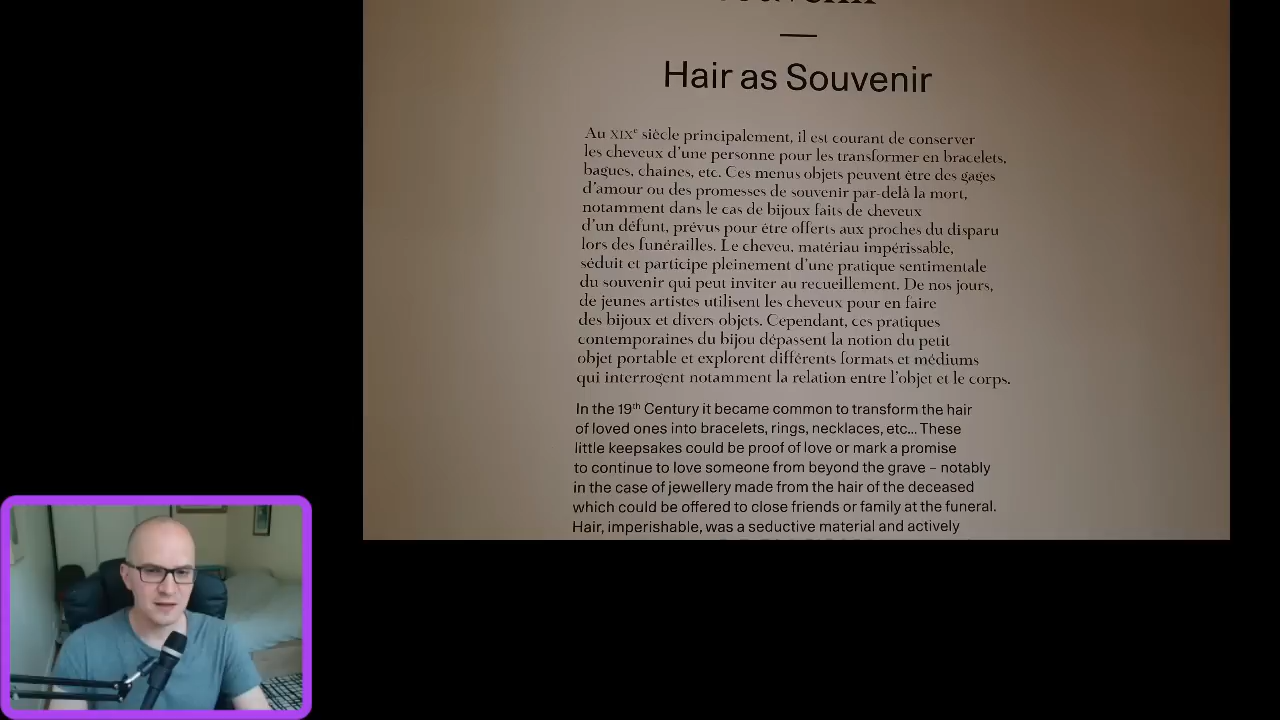 Hair as Souvenir
Au XIXe siècle principalement, il est courant de conserver
les cheveux d'une personne pour les transformer en bracelets,
bagues, chaînes, etc. Ces menus objets peuvent être des gages
d'amour ou des promesses de souvenir par-delà la mort,
notamment dans le cas de bijoux faits de cheveux
d'un défunt, prévus pour être offerts aux proches du disparu
lors des funérailles. Le cheveu, matériau impérissable,
séduit et participe pleinement d'une pratique sentimentale
du souvenir qui peut inviter au recueillement. De nos jours,
de jeunes artistes utilisent les cheveux pour en faire
des bijoux et divers objets. Cependant, ces pratiques
contemporaines du bijou dépassent la notion du petit
objet portable et explorent différents formats et médiums
qui interrogent notamment la relation entre l'objet et le corps.
In the 19th Century it became common to transform the hair
of loved ones into bracelets, rings, necklaces, etc... These
little keepsakes could be proof of love or mark a promise
to continue to love someone from beyond the grave – notably
in the case of jewellery made from the hair of the deceased
which could be offered to close friends or family at the funeral.
Hair, imperishable, was a seductive material and actively